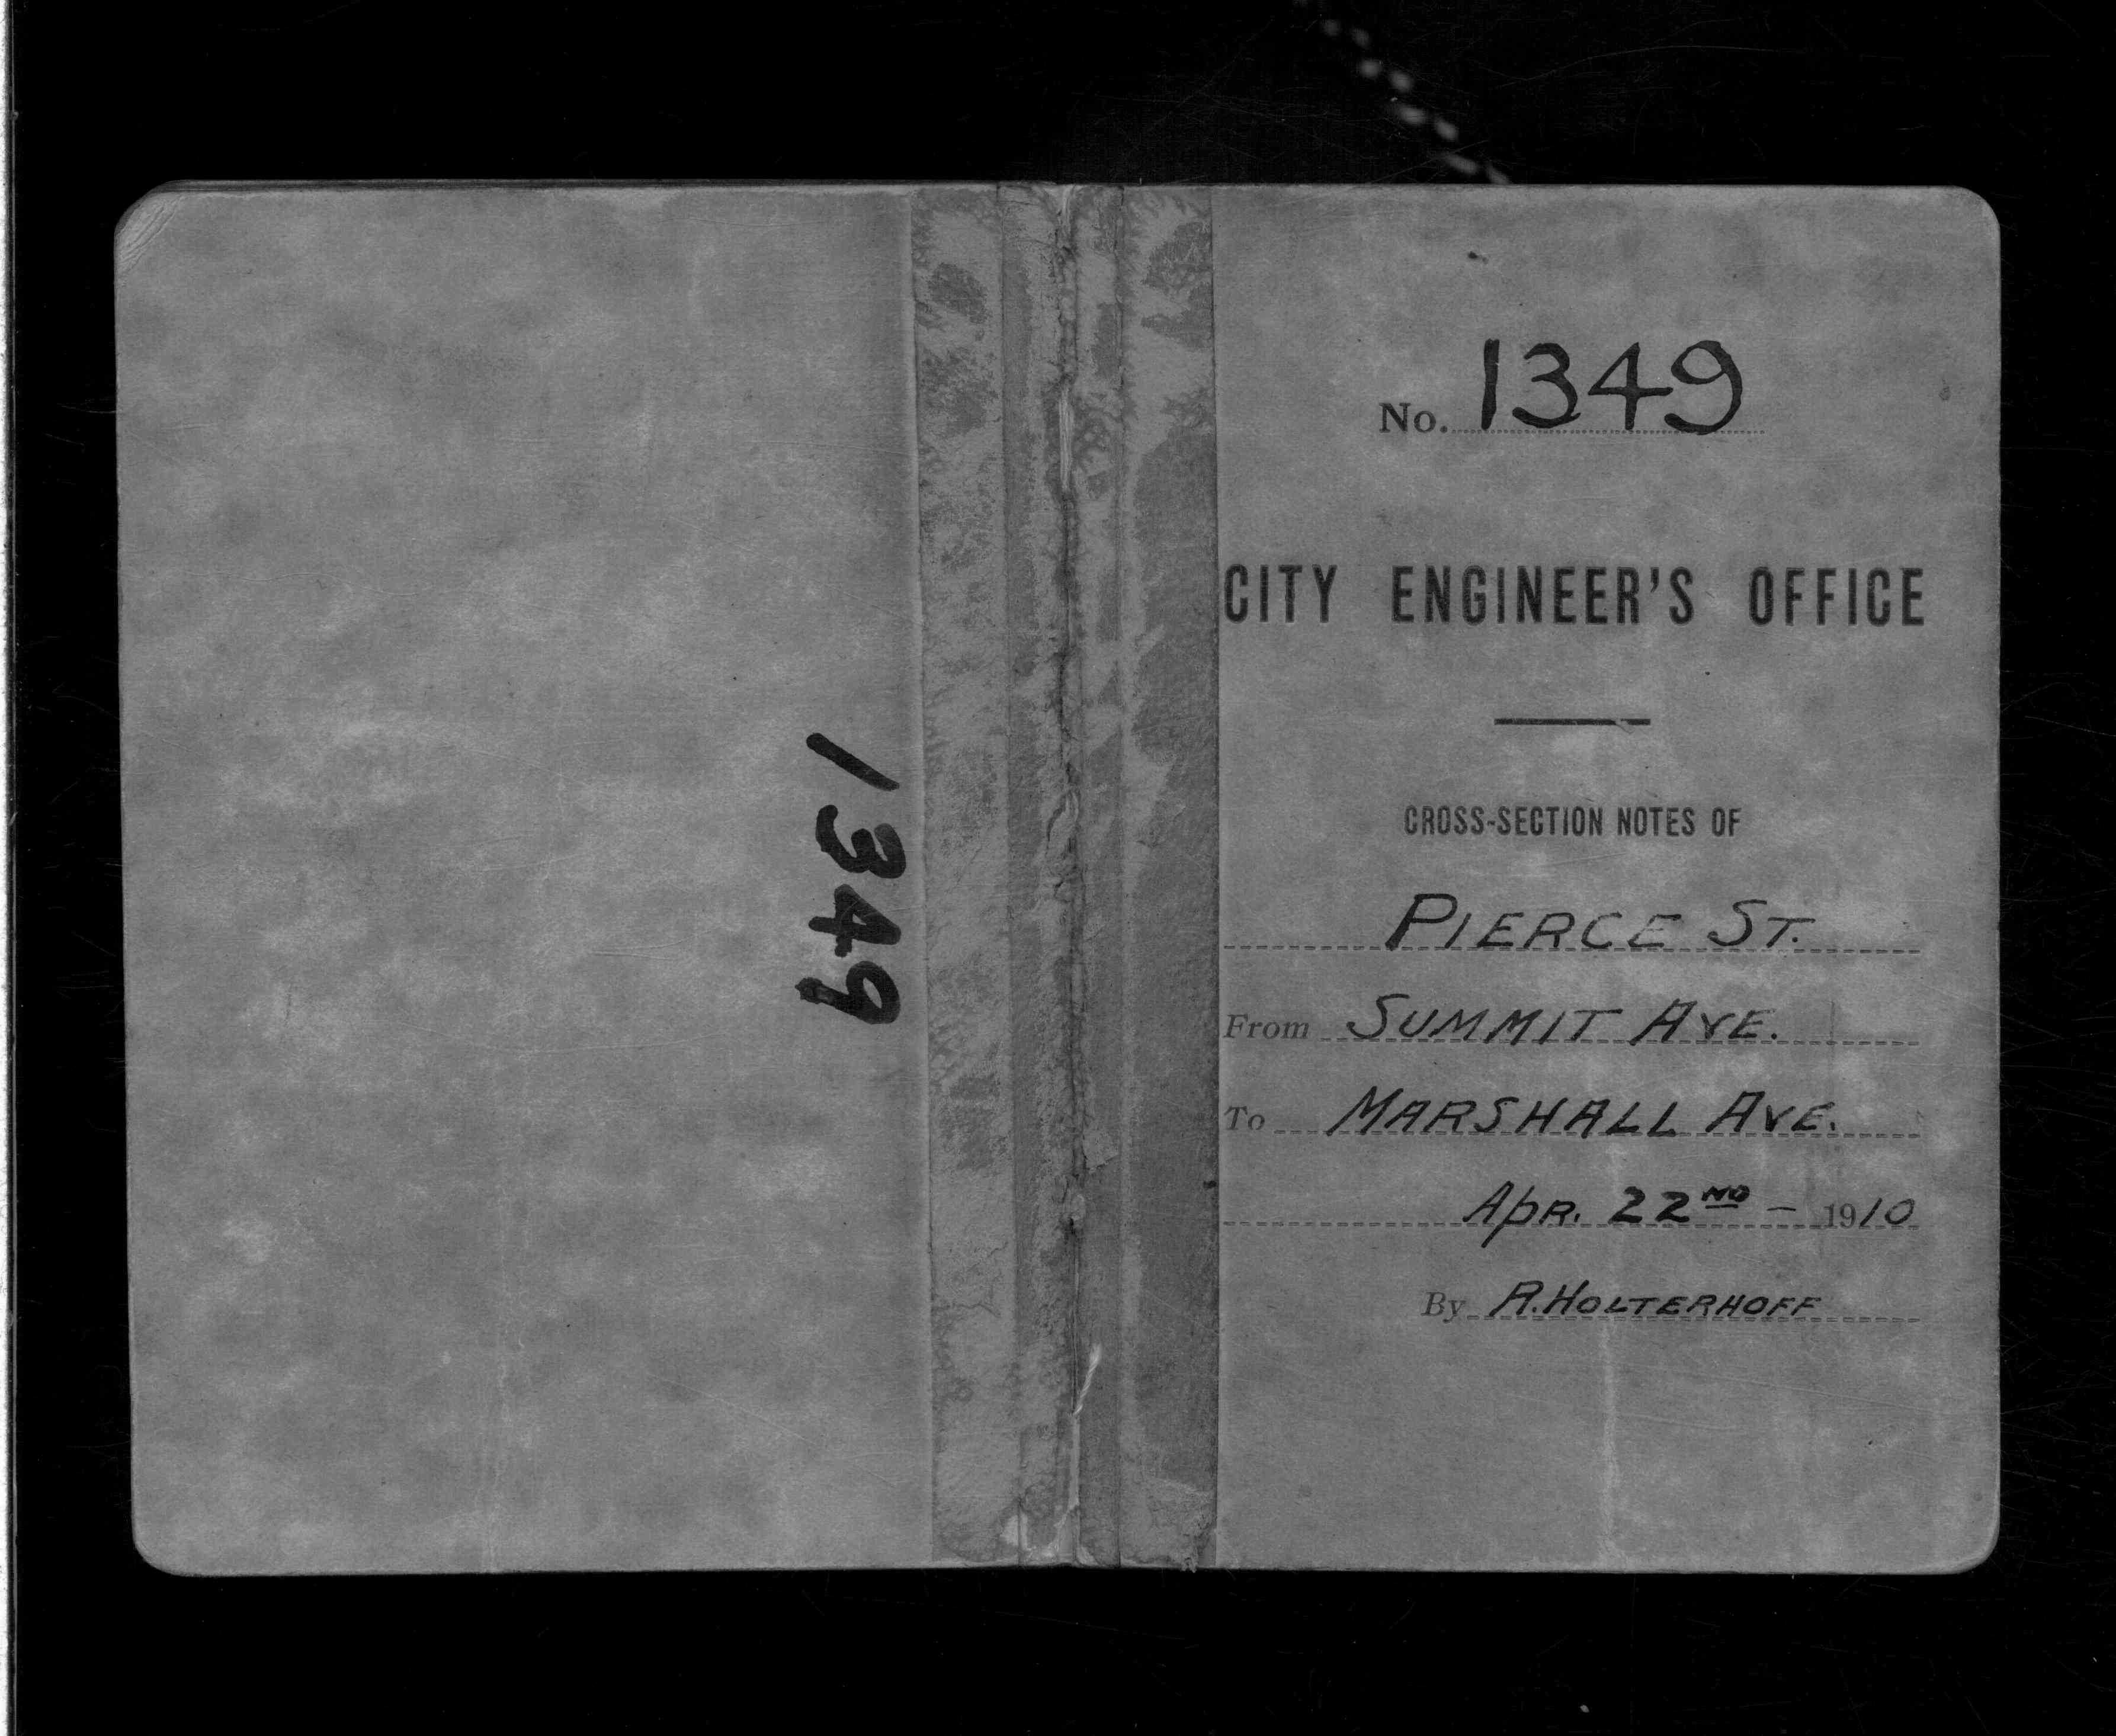 1349
No. 1349
CITY ENGINEER'S OFFICE
CROSS-SECTION NOTES OF
PIERCE ST.
From SUMMIT AVE.
To MARSHALL AVE.
Apr. 22ND - 1910
By R. HOLTERHOFF